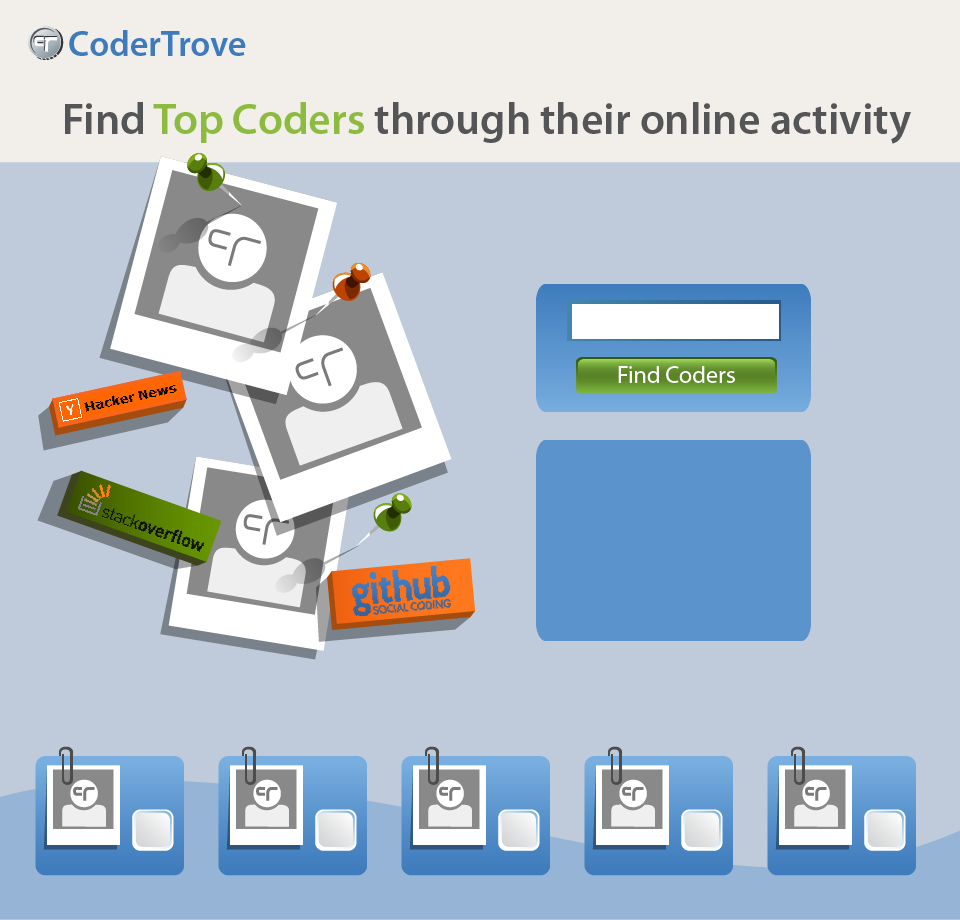 CoderTrove
Find Top Coders through their online activity
Find Coders
Y Hacker News
stackoverflow
github
SOCIAL CODING